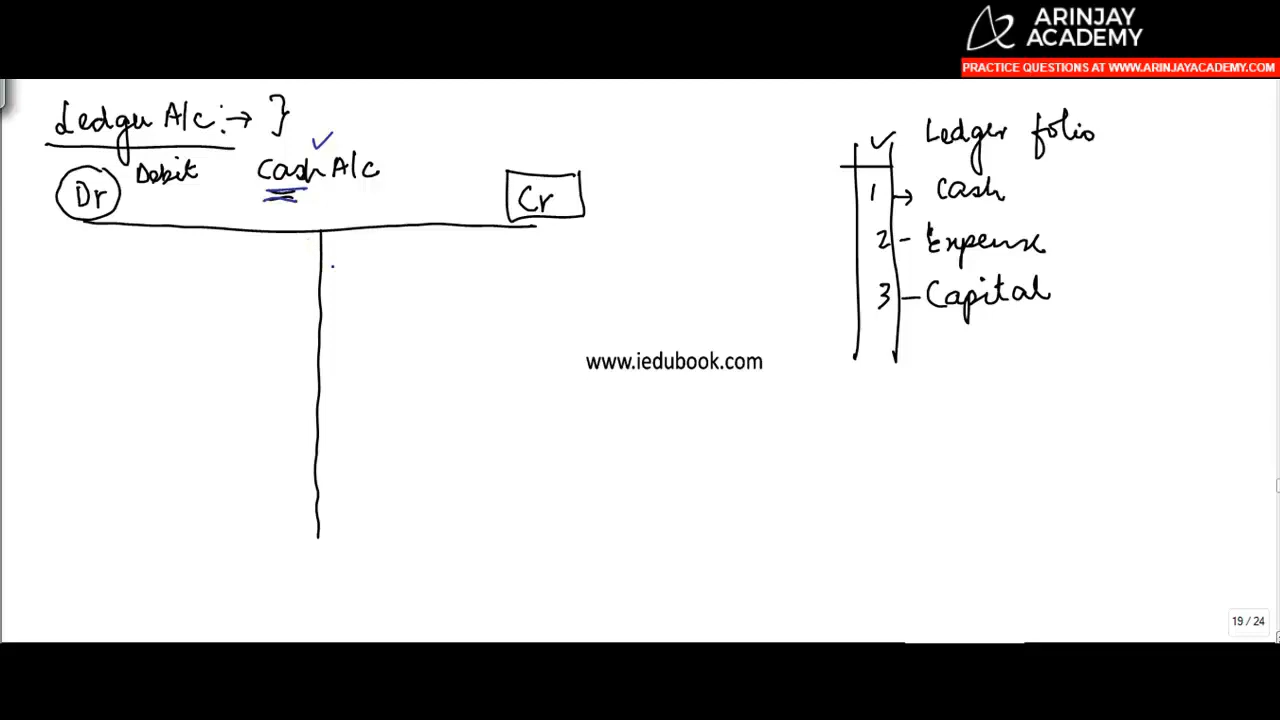 ARINJAY
ACADEMY
PRACTICE QUESTIONS AT WWW.ARINJAYACADEMY.COM
Ledger A/c :→ }
Dr Debit Cash A/c Cr
✓ Ledger folio
1 → Cash
2 - Expense
3 - Capital
www.iedubook.com
19 / 24